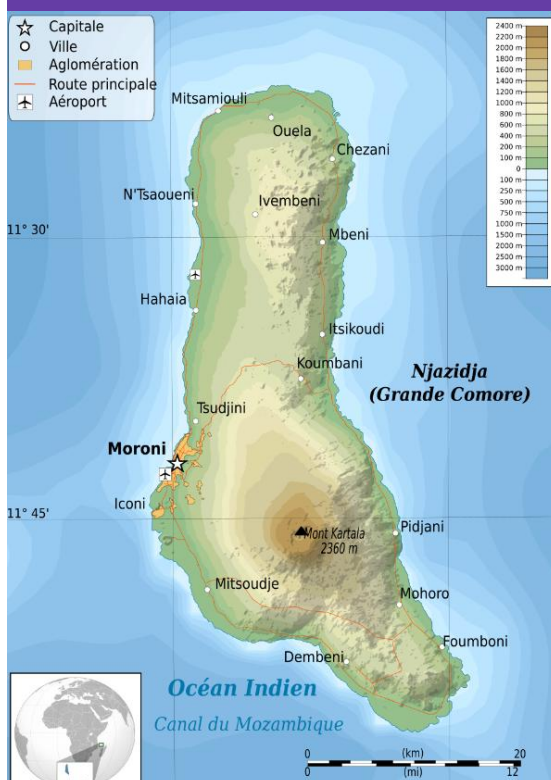 Capitale
Ville
Aglomération
Route principale
Aéroport
2400 m
2200 m
2000 m
1800 m
1600 m
1400 m
1200 m
1000 m
800 m
600 m
400 m
200 m
100 m
0
100 m
250 m
500 m
750 m
1000 m
1500 m
2000 m
2500 m
3000 m
Mitsamiouli
Ouela
Chezani
N'Tsaoueni
Ivembeni
11° 30'
Mbeni
Hahaia
Itsikoudi
Koumbani
Njazidja
(Grande Comore)
Tsudjini
Moroni
Iconi
11° 45'
Mont Kartala
2360 m
Pidjani
Mitsoudje
Mohoro
Foumboni
Dembeni
Océan Indien
Canal du Mozambique
0 (km) 20
0 (mi) 12